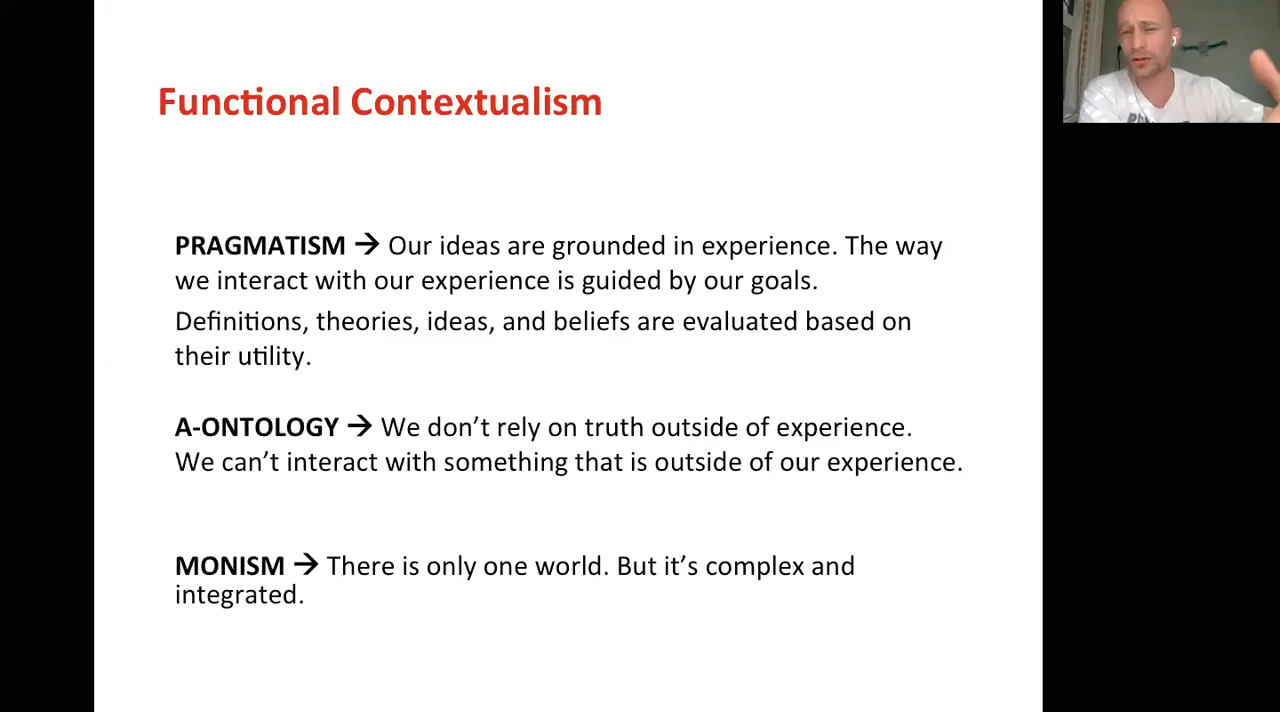 Functional Contextualism
PRAGMATISM → Our ideas are grounded in experience. The way
we interact with our experience is guided by our goals.
Definitions, theories, ideas, and beliefs are evaluated based on
their utility.
A-ONTOLOGY → We don’t rely on truth outside of experience.
We can’t interact with something that is outside of our experience.
MONISM → There is only one world. But it’s complex and
integrated.